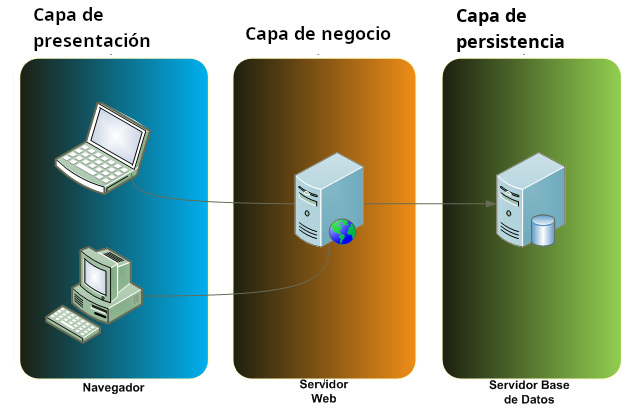 Capa de
presentación
Capa de negocio
Capa de
persistencia
Navegador
Servidor
Web
Servidor Base
de Datos